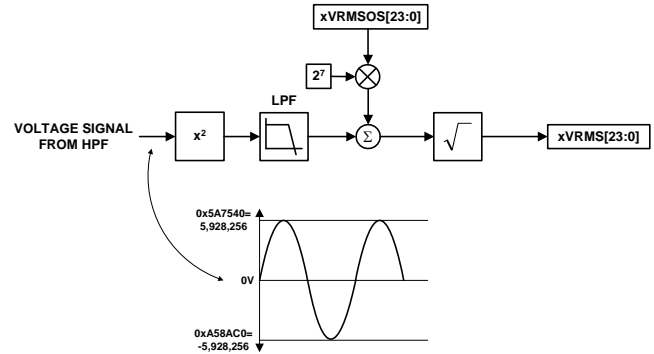 xVRMSOS[23:0]
2⁷
LPF
VOLTAGE SIGNAL
FROM HPF
x²
Σ
√
xVRMS[23:0]
0x5A7540=
5,928,256
0V
0xA58AC0=
-5,928,256